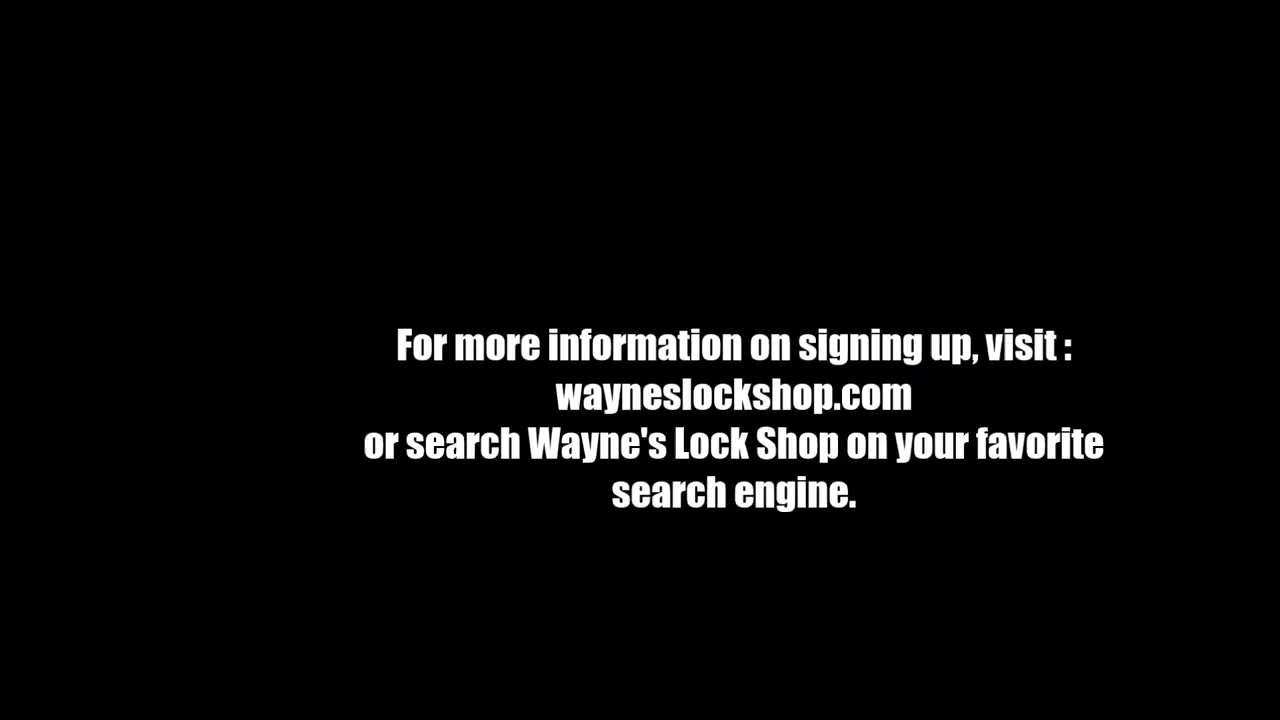 For more information on signing up, visit :
wayneslockshop.com
or search Wayne's Lock Shop on your favorite
search engine.